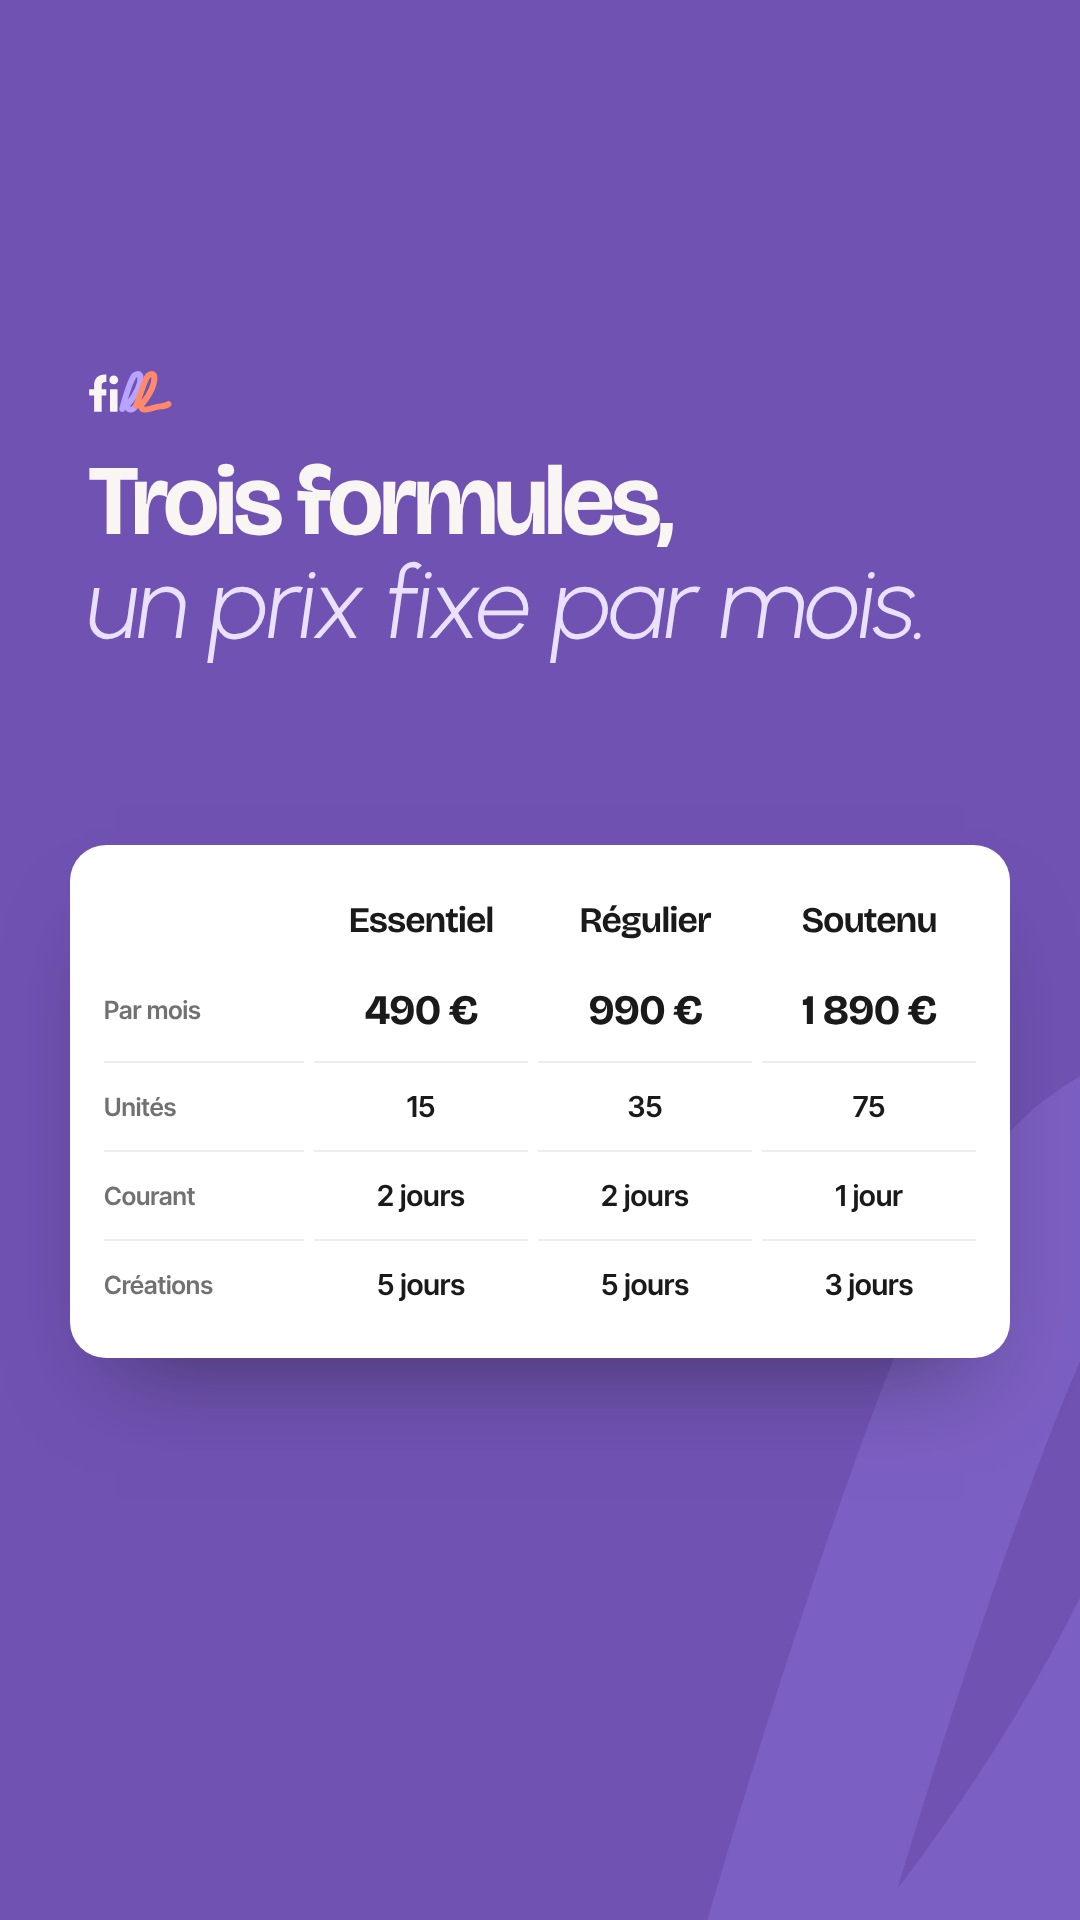 fill
Trois formules,
un prix fixe par mois.
Essentiel Régulier Soutenu
Par mois 490 € 990 € 1 890 €
Unités 15 35 75
Courant 2 jours 2 jours 1 jour
Créations 5 jours 5 jours 3 jours